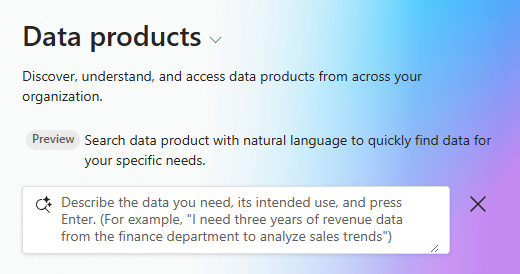 Data products
Discover, understand, and access data products from across your
organization.
Preview Search data product with natural language to quickly find data for
your specific needs.
Describe the data you need, its intended use, and press
Enter. (For example, "I need three years of revenue data
from the finance department to analyze sales trends")